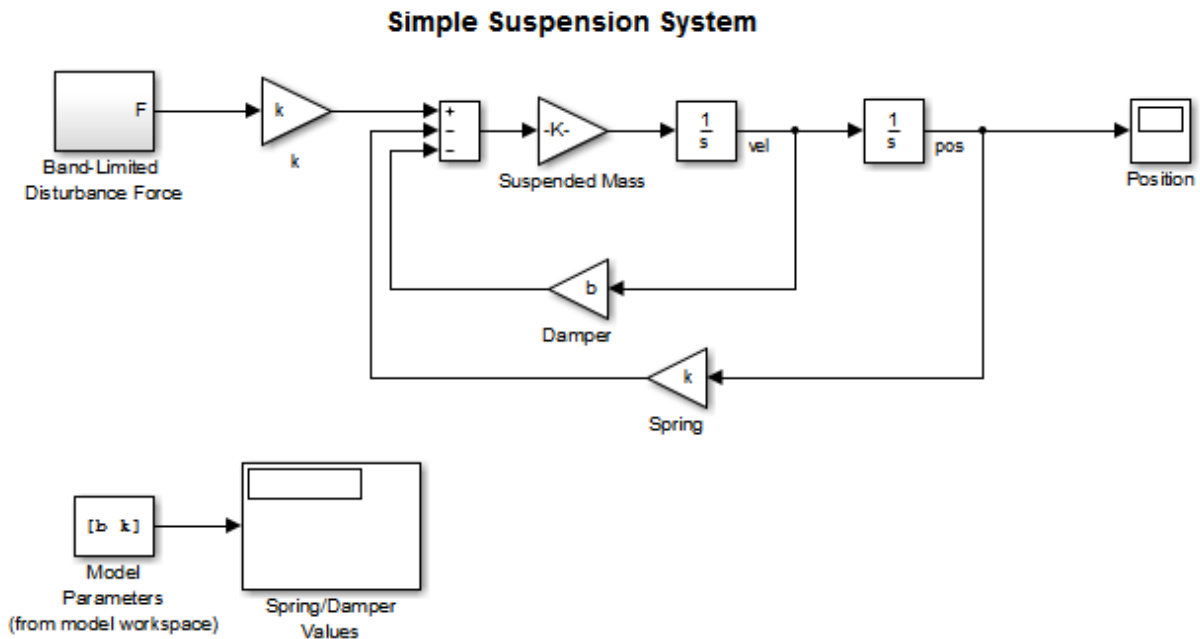 Simple Suspension System
F
Band-Limited
Disturbance Force
k
k
+
−
−
-K-
Suspended Mass
1
s
vel
1
s
pos
Position
b
Damper
k
Spring
[b k]
Model
Parameters
(from model workspace)
Spring/Damper
Values